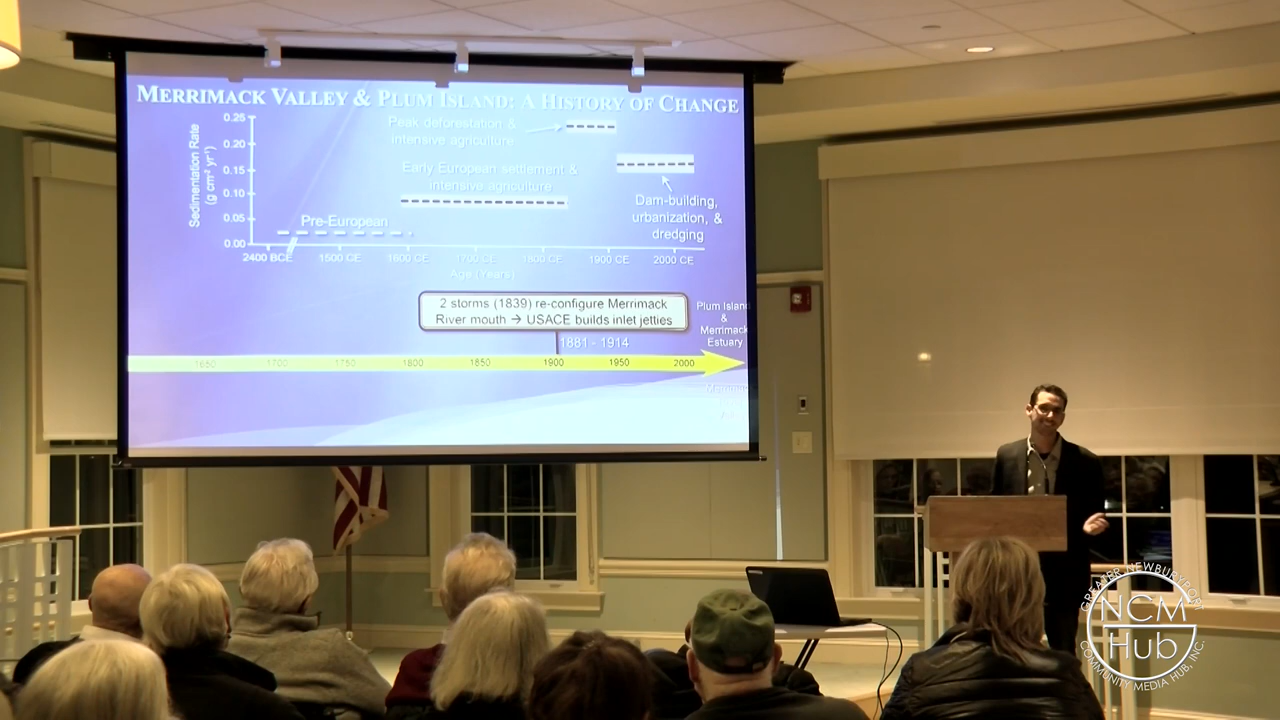 MERRIMACK VALLEY & PLUM ISLAND: A HISTORY OF CHANGE
Sedimentation Rate
(g cm⁻² yr⁻¹)
0.25
0.20
0.15
0.10
0.05
0.00
Peak deforestation &
intensive agriculture
Early European settlement &
intensive agriculture
Pre-European
Dam-building,
urbanization, &
dredging
2400 BCE 1500 CE 1600 CE 1700 CE 1800 CE 1900 CE 2000 CE
Age (Years)
2 storms (1839) re-configure Merrimack
River mouth → USACE builds inlet jetties
Plum Island
&
Merrimack
Estuary
1881 - 1914
1650 1700 1750 1800 1850 1900 1950 2000
GREATER NEWBURYPORT
NCM
Hub
COMMUNITY MEDIA HUB, INC.